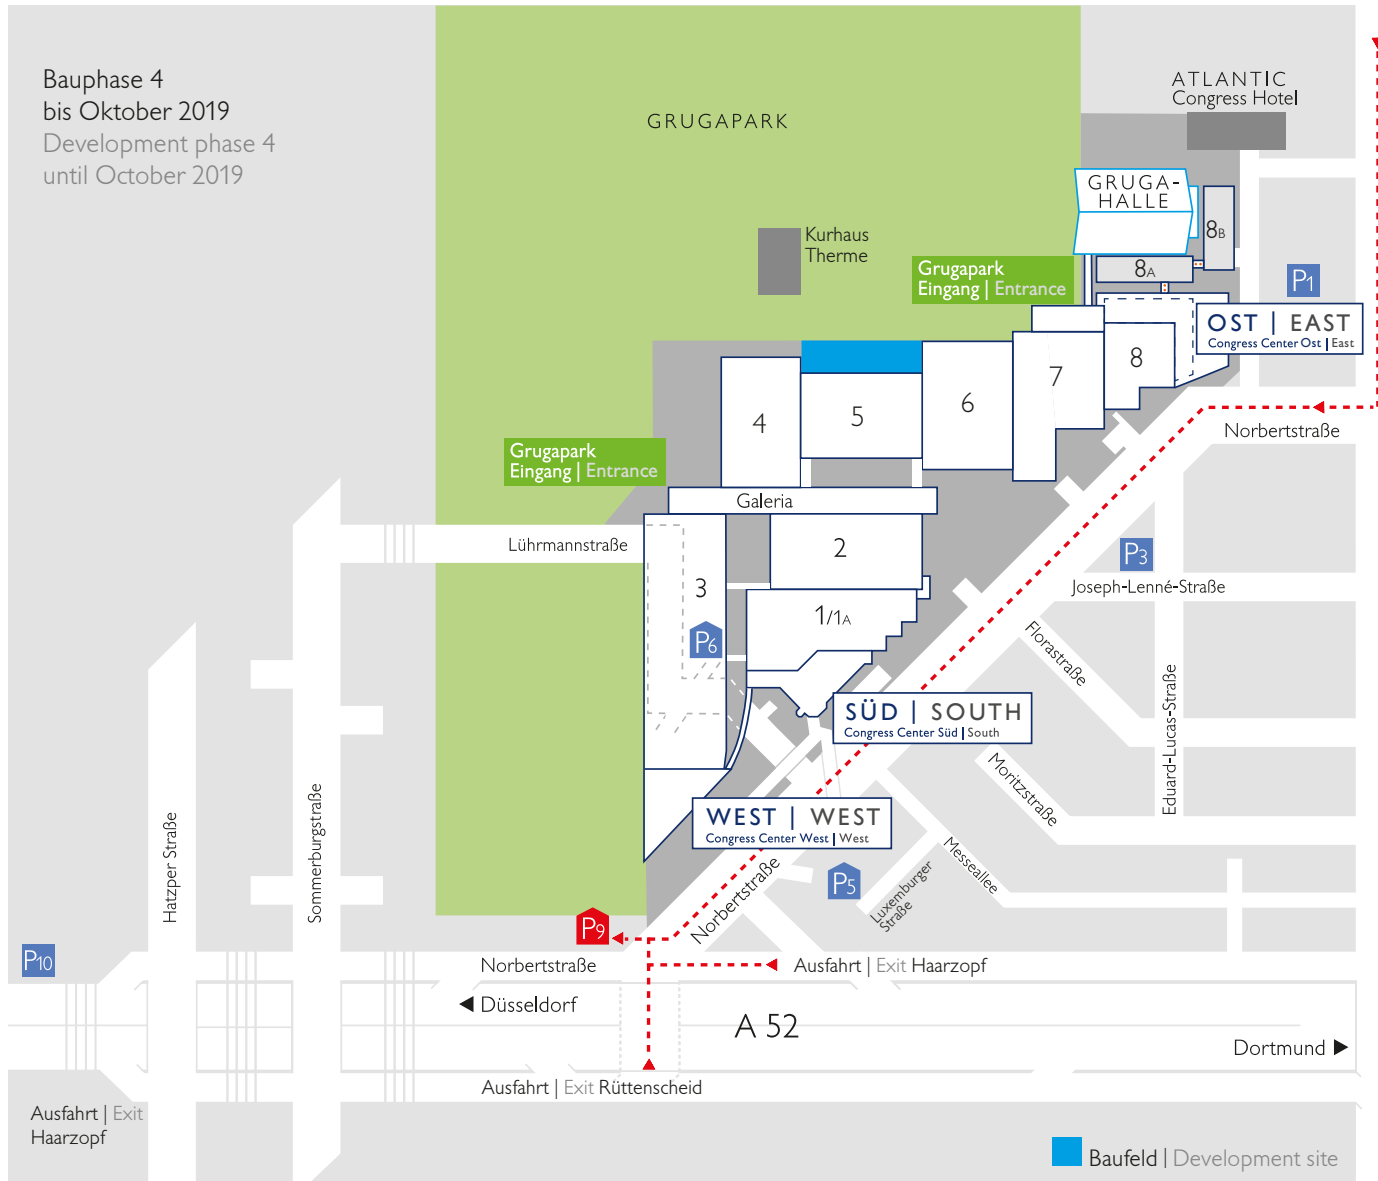 Bauphase 4
bis Oktober 2019
Development phase 4
until October 2019
GRUGAPARK
ATLANTIC
Congress Hotel
GRUGA-
HALLE
8B
8A
Kurhaus
Therme
Grugapark
Eingang | Entrance
P1
OST | EAST
Congress Center Ost | East
8
7
6
5
4
Norbertstraße
Grugapark
Eingang | Entrance
Galeria
Lührmannstraße
2
3
1/1A
P6
P3
Joseph-Lenné-Straße
Florastraße
Eduard-Lucas-Straße
SÜD | SOUTH
Congress Center Süd | South
Moritzstraße
WEST | WEST
Congress Center West | West
Messeallee
Luxemburger
Straße
P5
Norbertstraße
Hatzper Straße
Sommerburgstraße
P9
P10
Norbertstraße
Ausfahrt | Exit Haarzopf
Düsseldorf
A 52
Dortmund
Ausfahrt | Exit Rüttenscheid
Ausfahrt | Exit
Haarzopf
Baufeld | Development site